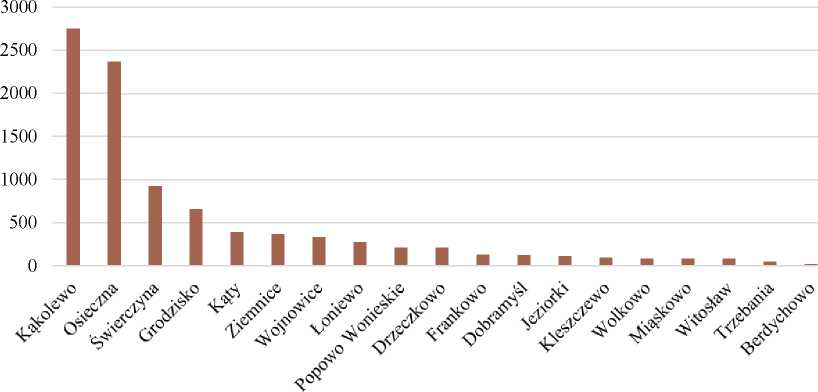 3000
2500
2000
1500
1000
500
0
Kąkolewo
Osieczna
Świerczyna
Grodzisko
Kąty
Ziemnice
Wojnowice
Łoniewo
Popowo Wonieskie
Drzeczkowo
Frankowo
Dobramyśl
Jeziorki
Kleszczewo
Wolkowo
Miąskowo
Witosław
Trzebania
Berdychowo